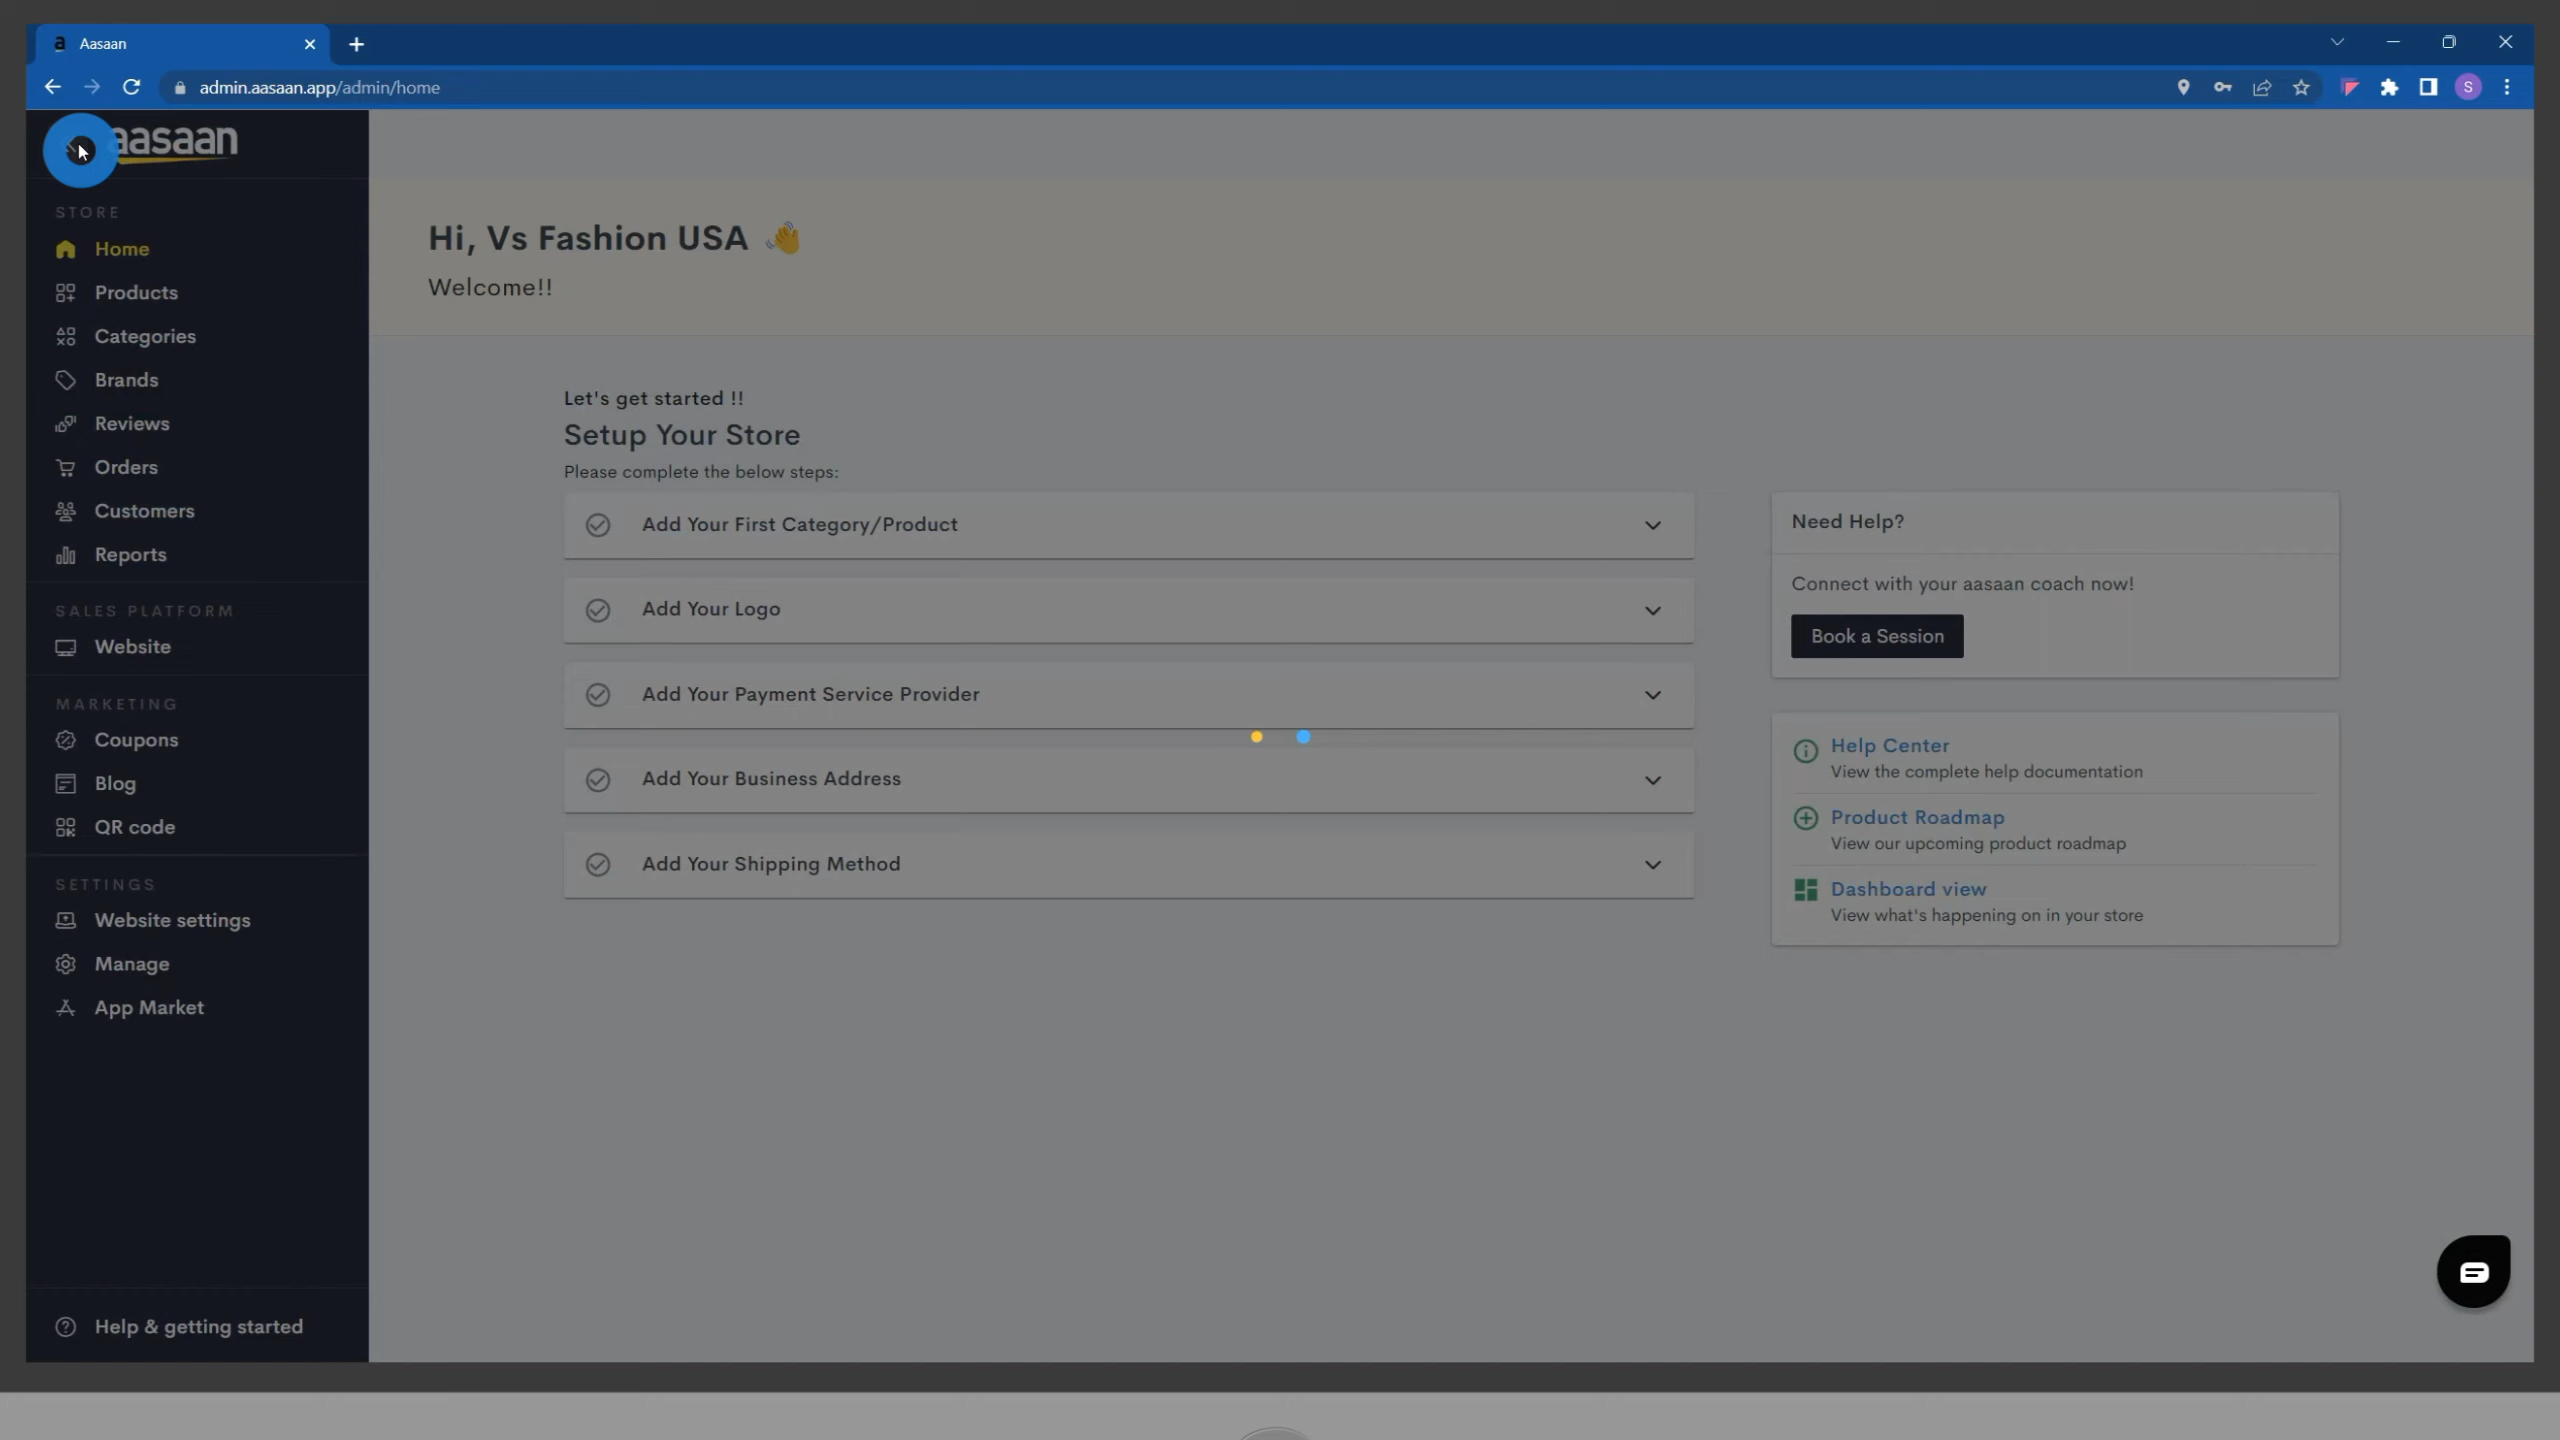 Aasaan
admin.aasaan.app/admin/home
S
aasaan
STORE
Home
Products
Categories
Brands
Reviews
Orders
Customers
Reports
SALES PLATFORM
Website
MARKETING
Coupons
Blog
QR code
SETTINGS
Website settings
Manage
App Market
Help & getting started
Hi, Vs Fashion USA
Welcome!!
Let's get started !!
Setup Your Store
Please complete the below steps:
Add Your First Category/Product
Add Your Logo
Add Your Payment Service Provider
Add Your Business Address
Add Your Shipping Method
Need Help?
Connect with your aasaan coach now!
Book a Session
Help Center
View the complete help documentation
Product Roadmap
View our upcoming product roadmap
Dashboard view
View what's happening on in your store